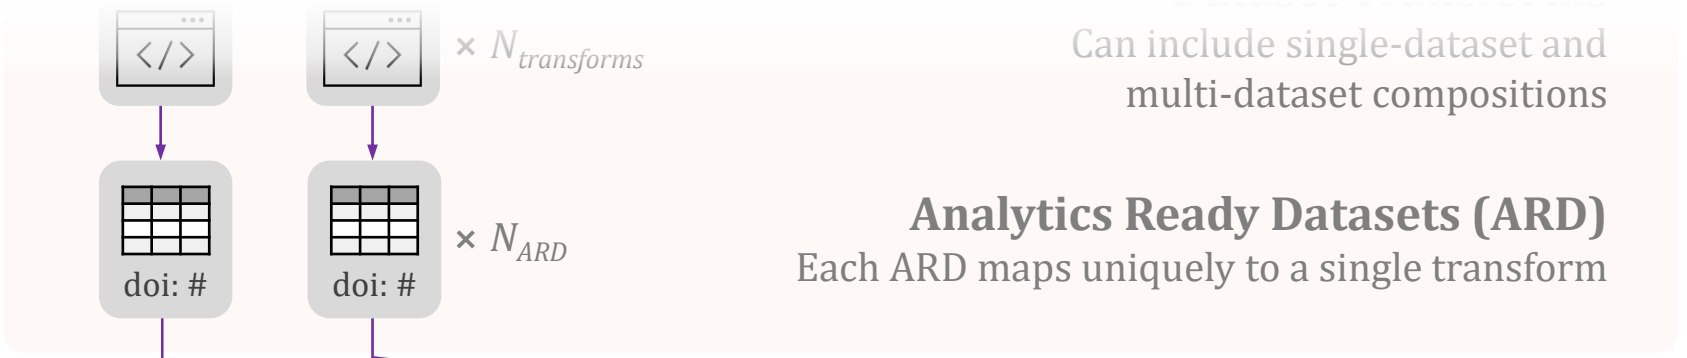 </> </> × N_transforms
Can include single-dataset and
multi-dataset compositions
Analytics Ready Datasets (ARD)
× N_ARD
Each ARD maps uniquely to a single transform
doi: # doi: #